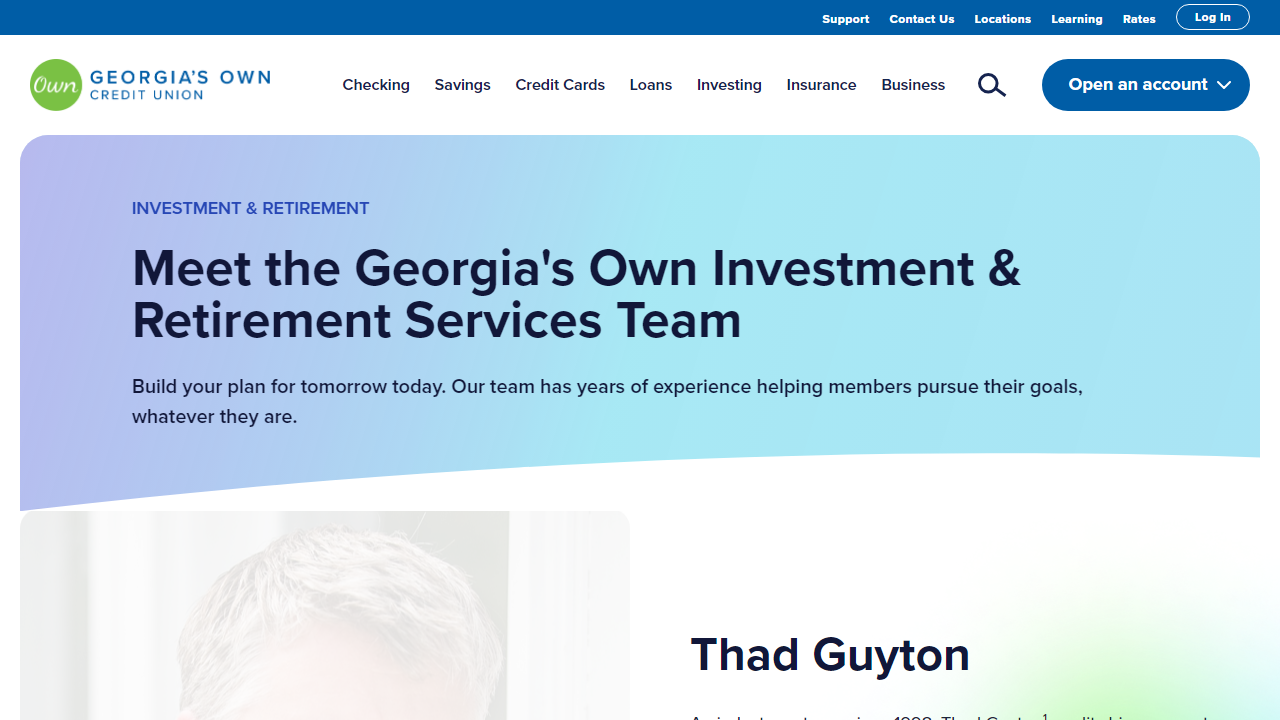 Support Contact Us Locations Learning Rates Log In
Own GEORGIA'S OWN
CREDIT UNION
Checking Savings Credit Cards Loans Investing Insurance Business Open an account
INVESTMENT & RETIREMENT
Meet the Georgia's Own Investment &
Retirement Services Team
Build your plan for tomorrow today. Our team has years of experience helping members pursue their goals,
whatever they are.
Thad Guyton